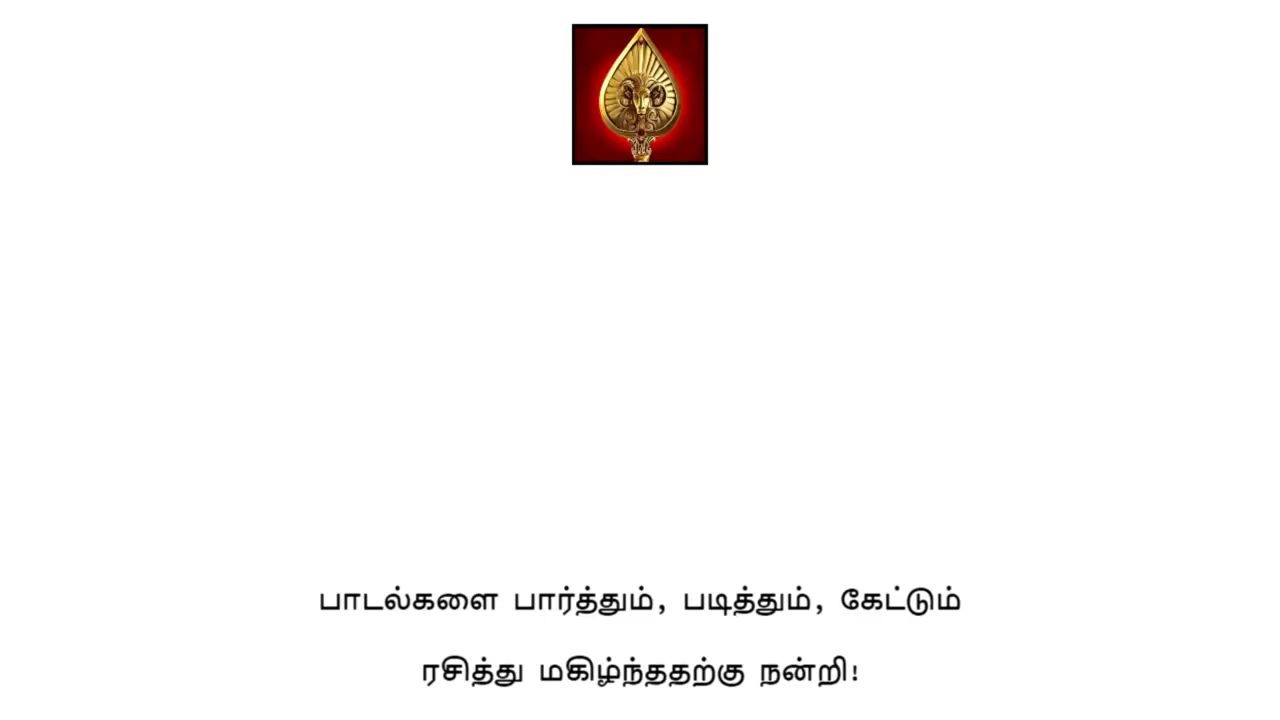 பாடல்களை பார்த்தும், படித்தும், கேட்டும்
ரசித்து மகிழ்ந்ததற்கு நன்றி!